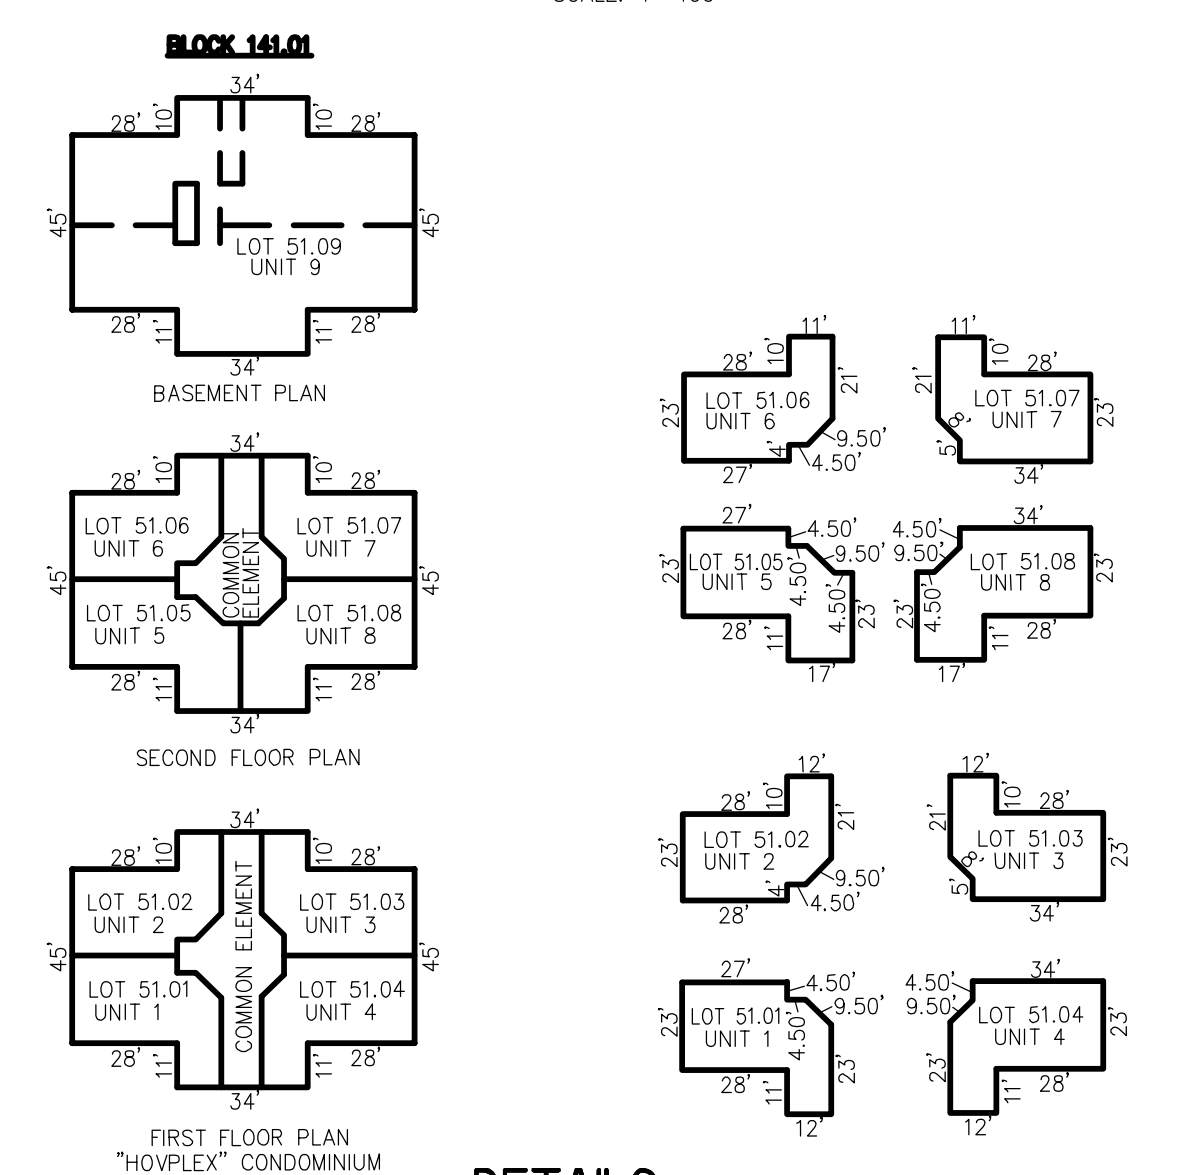 BLOCK 141.01
34'
28' 10' 10' 28'
45' 45'
LOT 51.09
UNIT 9
28' 11' 11' 28'
34'
BASEMENT PLAN
34'
28' 10' 10' 28'
LOT 51.06 LOT 51.07
UNIT 6 UNIT 7
COMMON
ELEMENT
45' 45'
LOT 51.05 LOT 51.08
UNIT 5 UNIT 8
28' 11' 11' 28'
34'
SECOND FLOOR PLAN
34'
28' 10' 10' 28'
LOT 51.02 LOT 51.03
UNIT 2 UNIT 3
COMMON ELEMENT
45' 45'
LOT 51.01 LOT 51.04
UNIT 1 UNIT 4
28' 11' 11' 28'
34'
FIRST FLOOR PLAN
"HOVPLEX" CONDOMINIUM
11'
28' 10'
21'
23'
LOT 51.06
UNIT 6
9.50'
4' 4.50'
27'
11'
10' 28'
21'
LOT 51.07
UNIT 7
23'
8'
5'
34'
27'
4.50'
9.50'
23'
LOT 51.05
UNIT 5
4.50'
4.50'
23'
28' 11'
17'
34'
4.50'
9.50'
LOT 51.08
UNIT 8
23'
23'
4.50'
11' 28'
17'
12'
28' 10'
21'
23'
LOT 51.02
UNIT 2
9.50'
4' 4.50'
28'
12'
10' 28'
21'
LOT 51.03
UNIT 3
23'
8'
5'
34'
27'
4.50'
9.50'
23'
LOT 51.01
UNIT 1
4.50'
23'
28' 11'
12'
34'
4.50'
9.50'
LOT 51.04
UNIT 4
23'
23'
11' 28'
12'